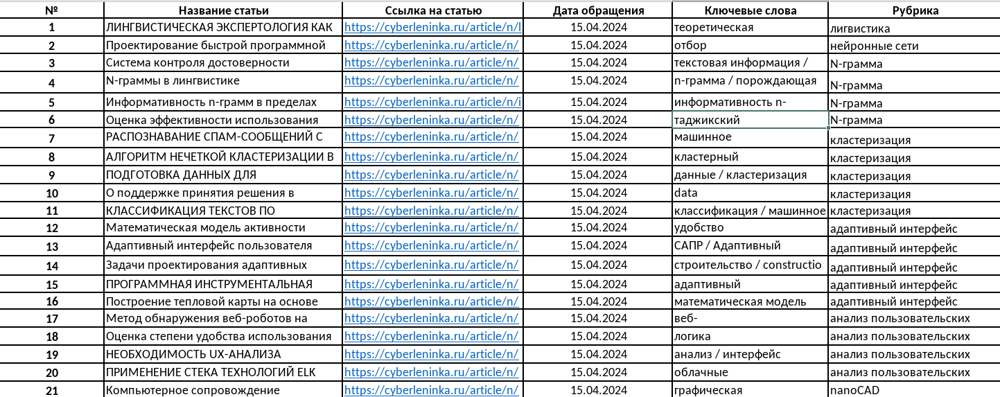 № Название статьи Ссылка на статью Дата обращения Ключевые слова Рубрика
1 ЛИНГВИСТИЧЕСКАЯ ЭКСПЕРТОЛОГИЯ КАК https://cyberleninka.ru/article/n/l 15.04.2024 теоретическая лигвистика
2 Проектирование быстрой программной https://cyberleninka.ru/article/n/ 15.04.2024 отбор нейронные сети
3 Система контроля достоверности https://cyberleninka.ru/article/n/ 15.04.2024 текстовая информация / N-грамма
4 N-граммы в лингвистике https://cyberleninka.ru/article/n/ 15.04.2024 n-грамма / порождающая N-грамма
5 Информативность n-грамм в пределах https://cyberleninka.ru/article/n/i 15.04.2024 информативность n- N-грамма
6 Оценка эффективности использования https://cyberleninka.ru/article/n/ 15.04.2024 таджикский N-грамма
7 РАСПОЗНАВАНИЕ СПАМ-СООБЩЕНИЙ С https://cyberleninka.ru/article/n/ 15.04.2024 машинное кластеризация
8 АЛГОРИТМ НЕЧЕТКОЙ КЛАСТЕРИЗАЦИИ В https://cyberleninka.ru/article/n/ 15.04.2024 кластерный кластеризация
9 ПОДГОТОВКА ДАННЫХ ДЛЯ https://cyberleninka.ru/article/n/ 15.04.2024 данные / кластеризация кластеризация
10 О поддержке принятия решения в https://cyberleninka.ru/article/n/ 15.04.2024 data кластеризация
11 КЛАССИФИКАЦИЯ ТЕКСТОВ ПО https://cyberleninka.ru/article/n/ 15.04.2024 классификация / машинное кластеризация
12 Математическая модель активности https://cyberleninka.ru/article/n/ 15.04.2024 удобство адаптивный интерфейс
13 Адаптивный интерфейс пользователя https://cyberleninka.ru/article/n/ 15.04.2024 САПР / Адаптивный адаптивный интерфейс
14 Задачи проектирования адаптивных https://cyberleninka.ru/article/n/ 15.04.2024 строительство / constructio адаптивный интерфейс
15 ПРОГРАММНАЯ ИНСТРУМЕНТАЛЬНАЯ https://cyberleninka.ru/article/n/ 15.04.2024 адаптивный адаптивный интерфейс
16 Построение тепловой карты на основе https://cyberleninka.ru/article/n/ 15.04.2024 математическая модель адаптивный интерфейс
17 Метод обнаружения веб-роботов на https://cyberleninka.ru/article/n/ 15.04.2024 веб- анализ пользовательских
18 Оценка степени удобства использования https://cyberleninka.ru/article/n/ 15.04.2024 логика анализ пользовательских
19 НЕОБХОДИМОСТЬ UX-АНАЛИЗА https://cyberleninka.ru/article/n/ 15.04.2024 анализ / интерфейс анализ пользовательских
20 ПРИМЕНЕНИЕ СТЕКА ТЕХНОЛОГИЙ ELK https://cyberleninka.ru/article/n/ 15.04.2024 облачные анализ пользовательских
21 Компьютерное сопровождение https://cyberleninka.ru/article/n/ 15.04.2024 графическая nanoCAD